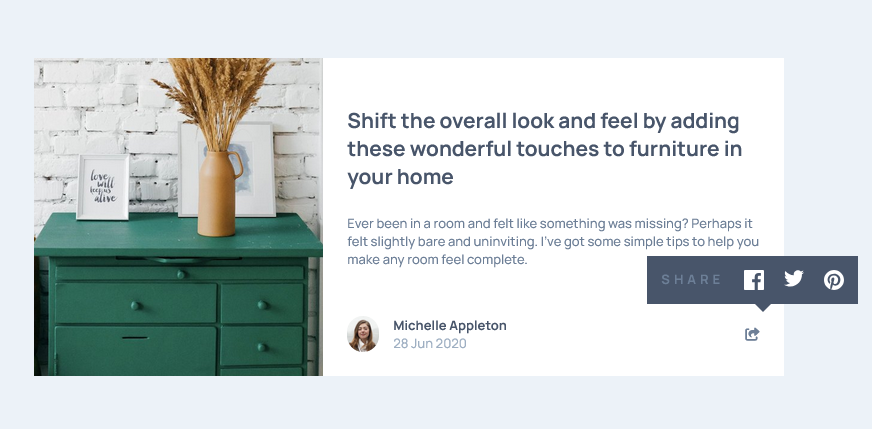 love
will
keep us
alive
Shift the overall look and feel by adding
these wonderful touches to furniture in
your home
Ever been in a room and felt like something was missing? Perhaps it
felt slightly bare and uninviting. I've got some simple tips to help you
make any room feel complete.
SHARE
Michelle Appleton
28 Jun 2020